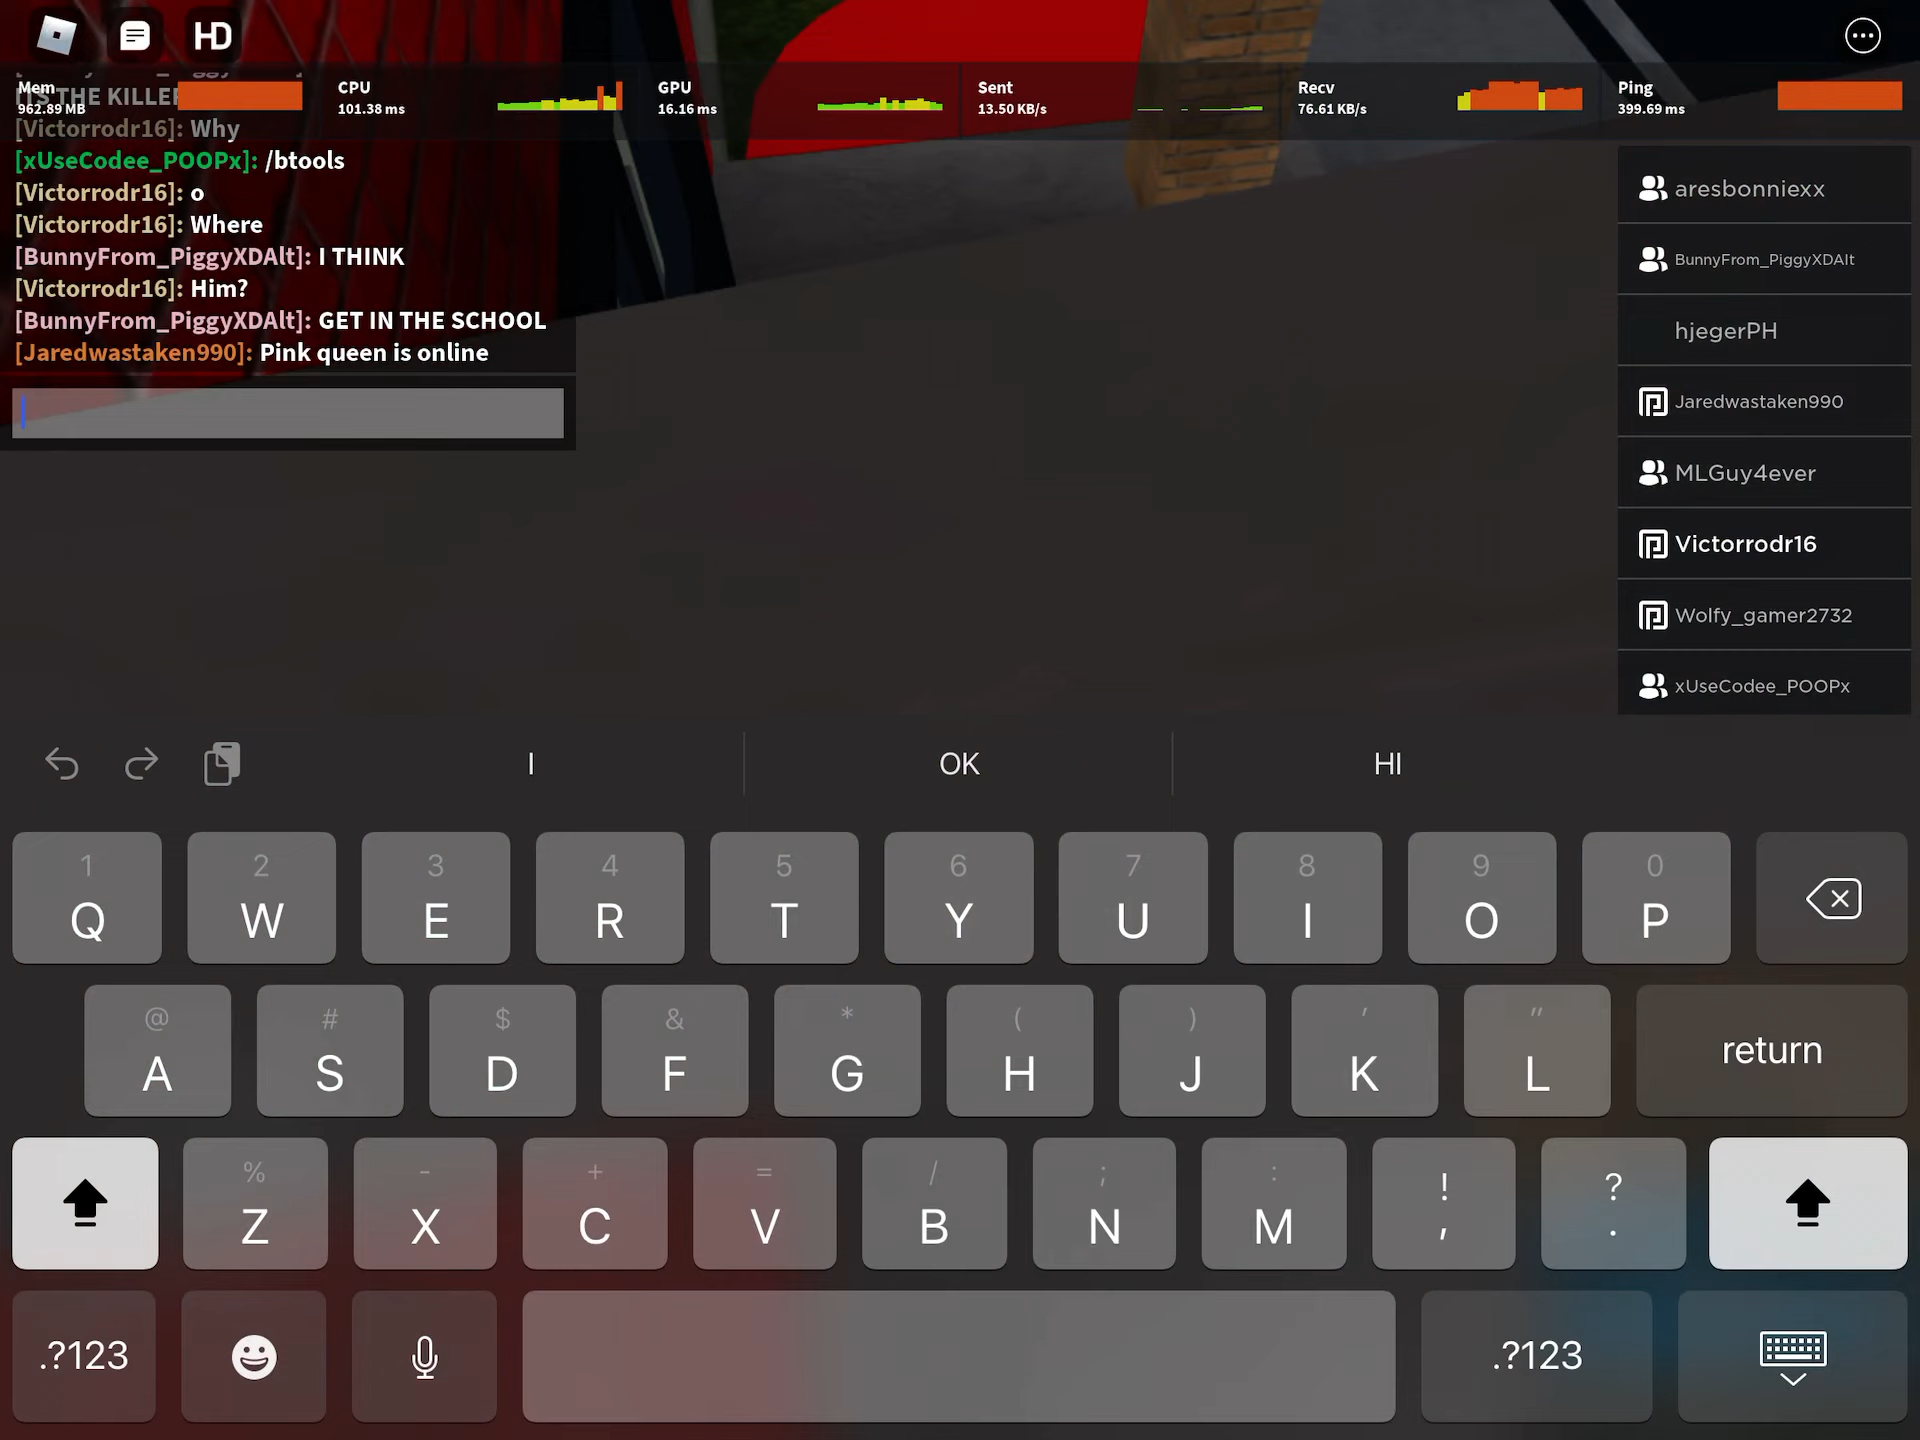 HD
Mem
962.89 MB
CPU
101.38 ms
GPU
16.16 ms
Sent
13.50 KB/s
Recv
76.61 KB/s
Ping
399.69 ms
THE KILLER
[Victorrodr16]: Why
[xUseCodee_POOPx]: /btools
[Victorrodr16]: o
[Victorrodr16]: Where
[BunnyFrom_PiggyXDAlt]: I THINK
[Victorrodr16]: Him?
[BunnyFrom_PiggyXDAlt]: GET IN THE SCHOOL
[Jaredwastaken990]: Pink queen is online
aresbonniexx
BunnyFrom_PiggyXDAlt
hjegerPH
Jaredwastaken990
MLGuy4ever
Victorrodr16
Wolfy_gamer2732
xUseCodee_POOPx
I OK HI
1 2 3 4 5 6 7 8 9 0
Q W E R T Y U I O P
@ # $ & * ( ) ' "
A S D F G H J K L return
% - + = / ; : ! ?
Z X C V B N M , .
.?123 .?123